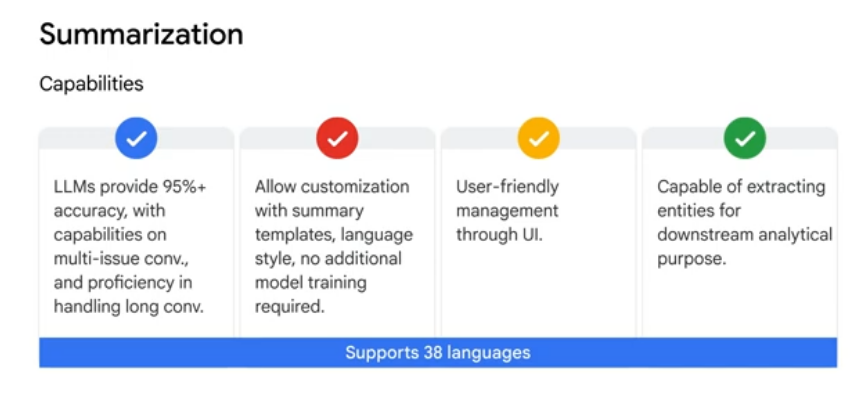 Summarization
Capabilities
LLMs provide 95%+
accuracy, with
capabilities on
multi-issue conv.,
and proficiency in
handling long conv.
Allow customization
with summary
templates, language
style, no additional
model training
required.
User-friendly
management
through UI.
Capable of extracting
entities for
downstream analytical
purpose.
Supports 38 languages